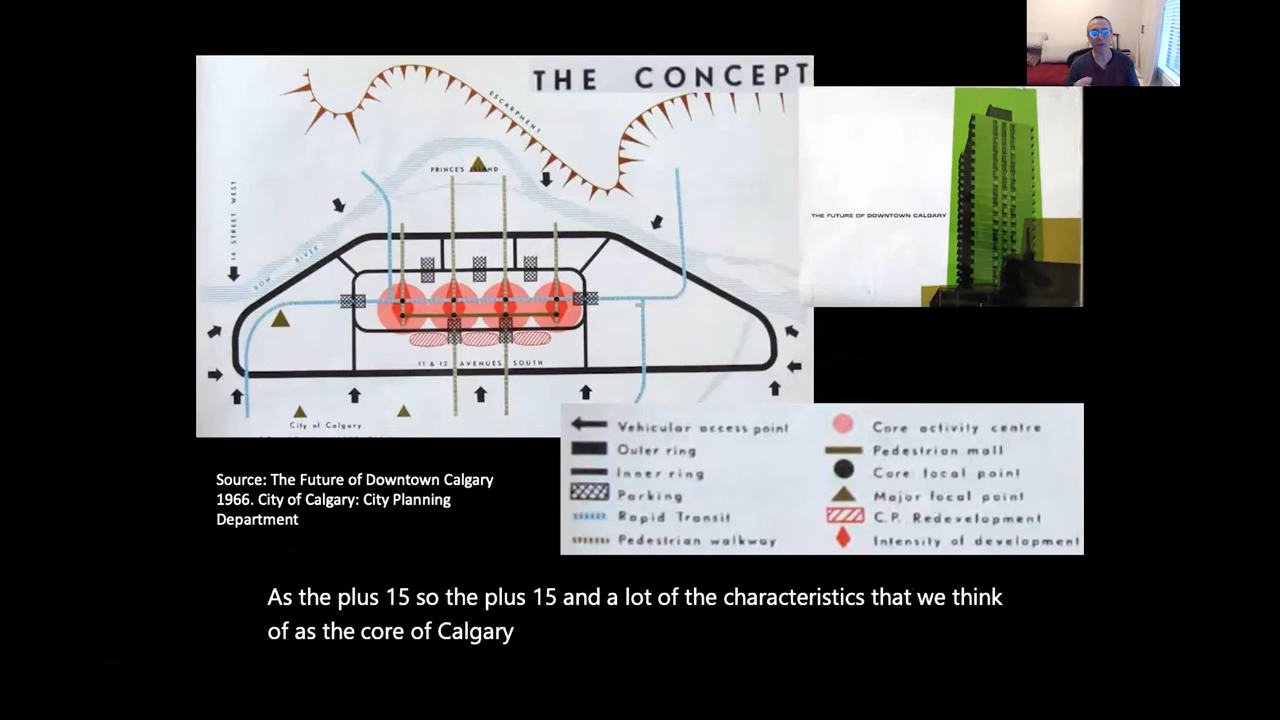 THE CONCEPT
ESCARPMENT
PRINCE'S ISLAND
14 STREET WEST
BOW RIVER
11 & 12 AVENUES SOUTH
City of Calgary
THE FUTURE OF DOWNTOWN CALGARY
Vehicular access point
Outer ring
Inner ring
Parking
Rapid Transit
Pedestrian walkway
Core activity centre
Pedestrian mall
Core focal point
Major focal point
C.P. Redevelopment
Intensity of development
Source: The Future of Downtown Calgary
1966. City of Calgary: City Planning
Department
As the plus 15 so the plus 15 and a lot of the characteristics that we think
of as the core of Calgary